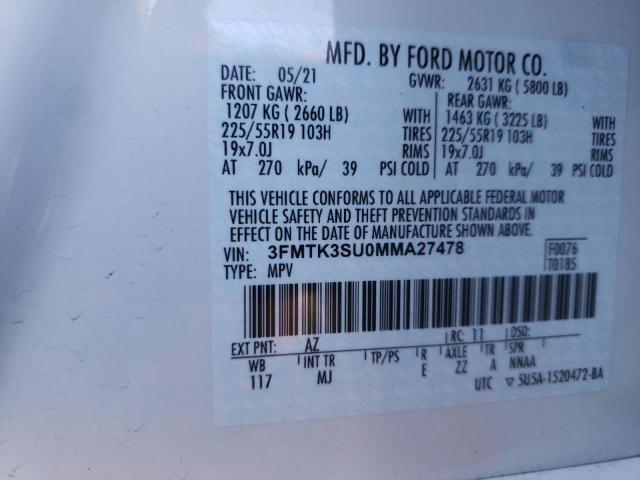 MFD. BY FORD MOTOR CO.
DATE: 05/21 GVWR: 2631 KG ( 5800 LB)
FRONT GAWR: REAR GAWR:
1207 KG ( 2660 LB) WITH 1463 KG ( 3225 LB) WITH
225/55R19 103H TIRES 225/55R19 103H TIRES
19x7.0J RIMS 19x7.0J RIMS
AT 270 kPa/ 39 PSI COLD AT 270 kPa/ 39 PSI COLD
THIS VEHICLE CONFORMS TO ALL APPLICABLE FEDERAL MOTOR
VEHICLE SAFETY AND THEFT PREVENTION STANDARDS IN
EFFECT ON THE DATE OF MANUFACTURE SHOWN ABOVE.
VIN: 3FMTK3SU0MMA27478 F0076
TYPE: MPV T0185
EXT PNT: AZ RC: 11 DSO:
WB INT TR TP/PS R AXLE TR SPR
117 MJ E ZZ A NNAA
UTC ▽ 5U5A-1520472-BA